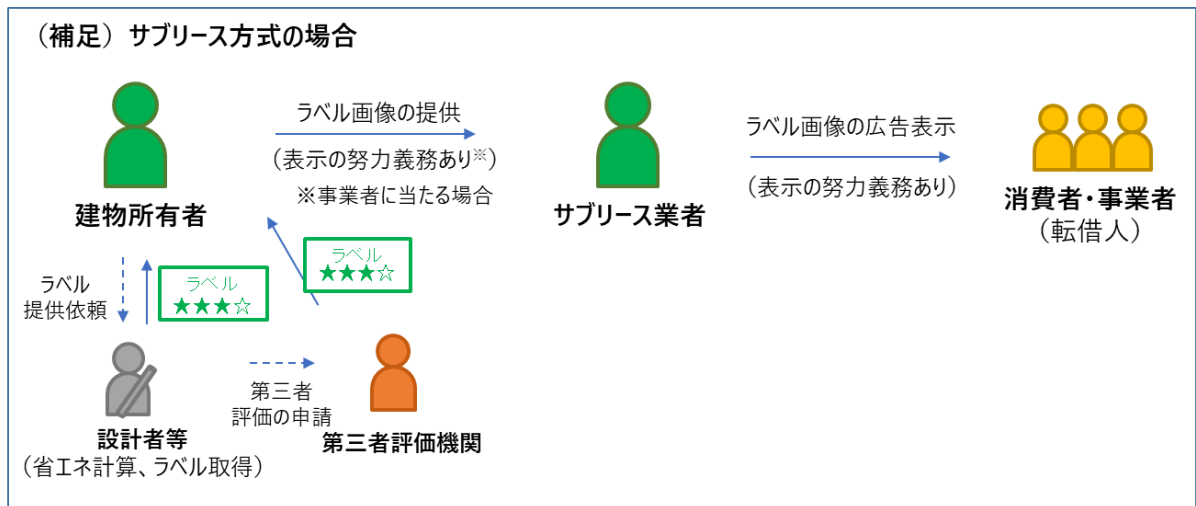 （補足）サブリース方式の場合
ラベル画像の提供
（表示の努力義務あり※）
※事業者に当たる場合
ラベル画像の広告表示
（表示の努力義務あり）
建物所有者
サブリース業者
消費者・事業者
（転借人）
ラベル
提供依頼
ラベル
★★★☆
ラベル
★★★☆
第三者
評価の申請
設計者等
（省エネ計算、ラベル取得）
第三者評価機関